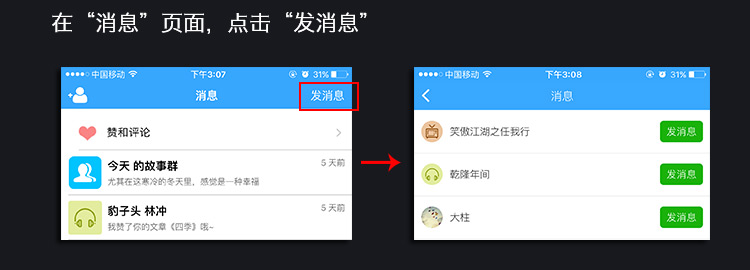 在“消息”页面，点击“发消息”
中国移动 下午3:07 31%
消息 发消息
赞和评论
今天 的故事群 5 天前
尤其在这寒冷的冬天里，感觉是一种幸福
豹子头 林冲 5 天前
我赞了你的文章《四季》哦~
中国移动 下午3:08 31%
消息
笑傲江湖之任我行 发消息
乾隆年间 发消息
大柱 发消息